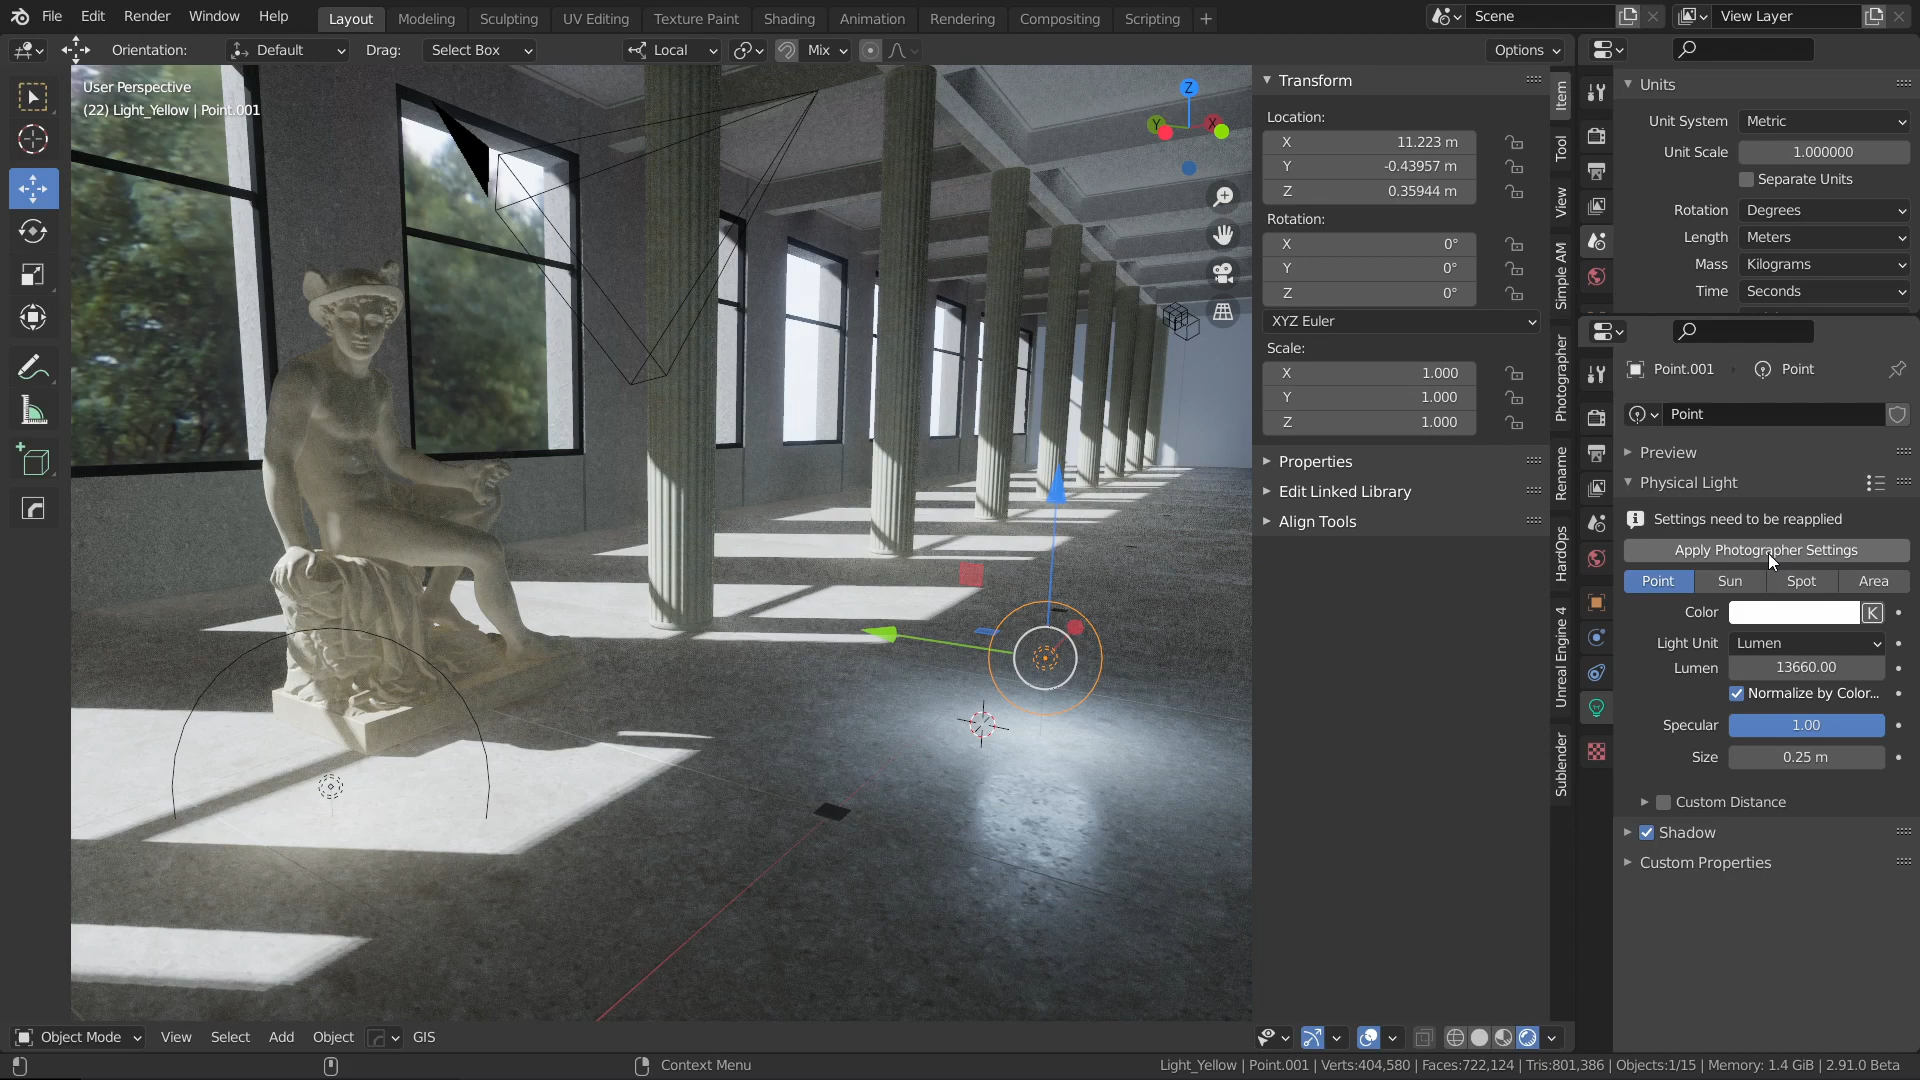 File Edit Render Window Help Layout Modeling Sculpting UV Editing Texture Paint Shading Animation Rendering Compositing Scripting + Scene View Layer
Orientation: Default Drag: Select Box Local Mix Options
User Perspective
(22) Light_Yellow | Point.001
Z
Y X
Transform
Location:
X 11.223 m
Y -0.43957 m
Z 0.35944 m
Rotation:
X 0°
Y 0°
Z 0°
XYZ Euler
Scale:
X 1.000
Y 1.000
Z 1.000
Properties
Edit Linked Library
Align Tools
Item
Tool
View
Simple AM
Photographer
Rename
HardOps
Unreal Engine 4
Sublender
Units
Unit System Metric
Unit Scale 1.000000
Separate Units
Rotation Degrees
Length Meters
Mass Kilograms
Time Seconds
Point.001 Point
Point
Preview
Physical Light
Settings need to be reapplied
Apply Photographer Settings
Point Sun Spot Area
Color K
Light Unit Lumen
Lumen 13660.00
Normalize by Color...
Specular 1.00
Size 0.25 m
Custom Distance
Shadow
Custom Properties
Object Mode View Select Add Object GIS
Context Menu Light_Yellow | Point.001 | Verts:404,580 | Faces:722,124 | Tris:801,386 | Objects:1/15 | Memory: 1.4 GiB | 2.91.0 Beta